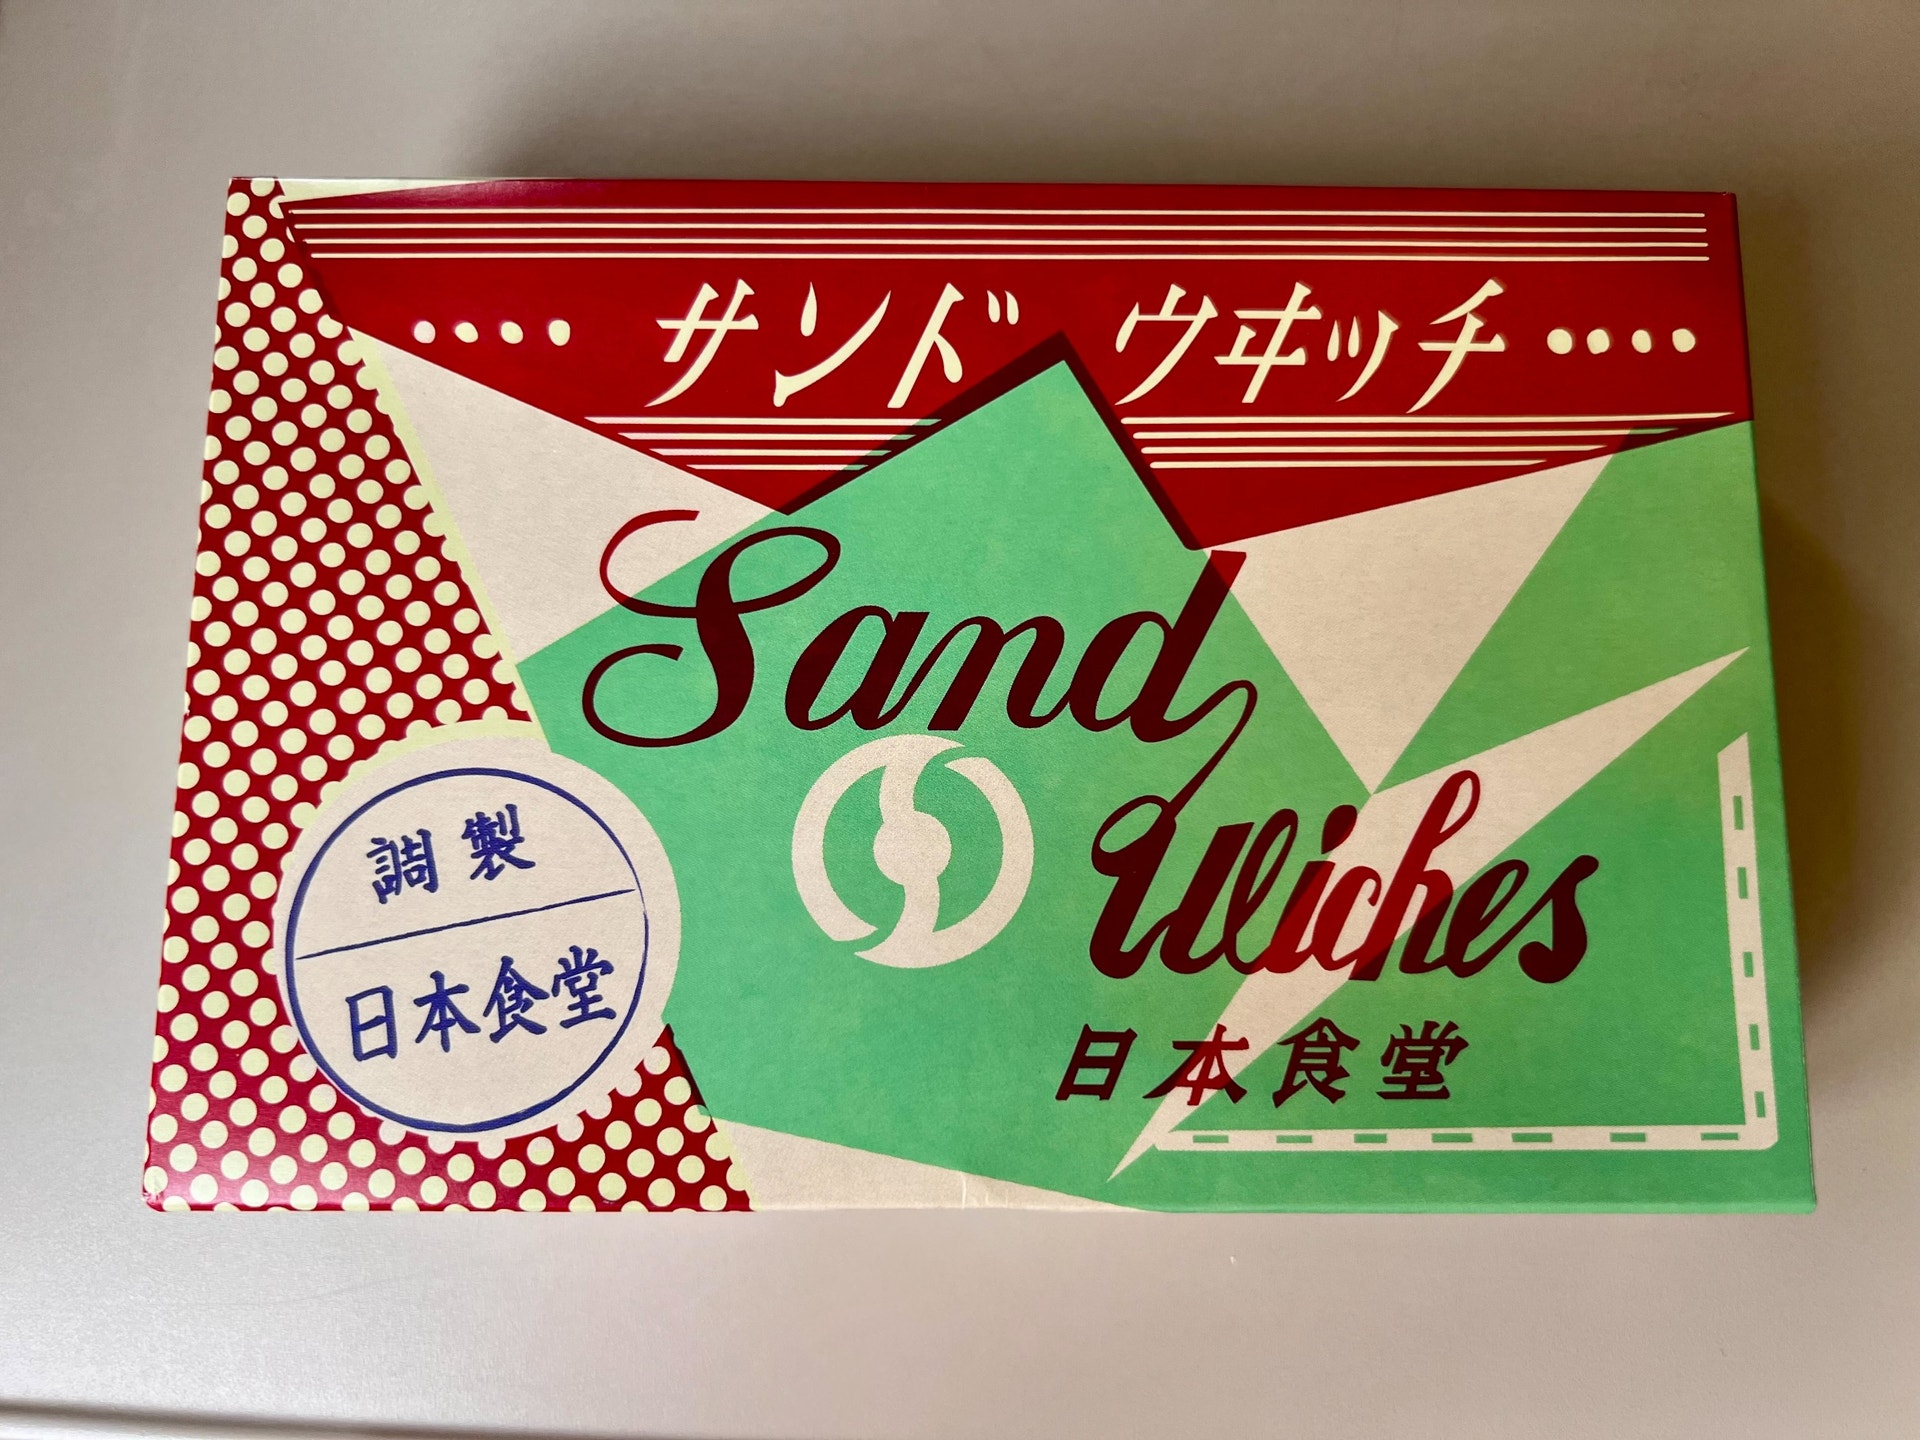 ・・・・サンドウヰッチ・・・・
Sand
Wiches
日本食堂
調製
日本食堂